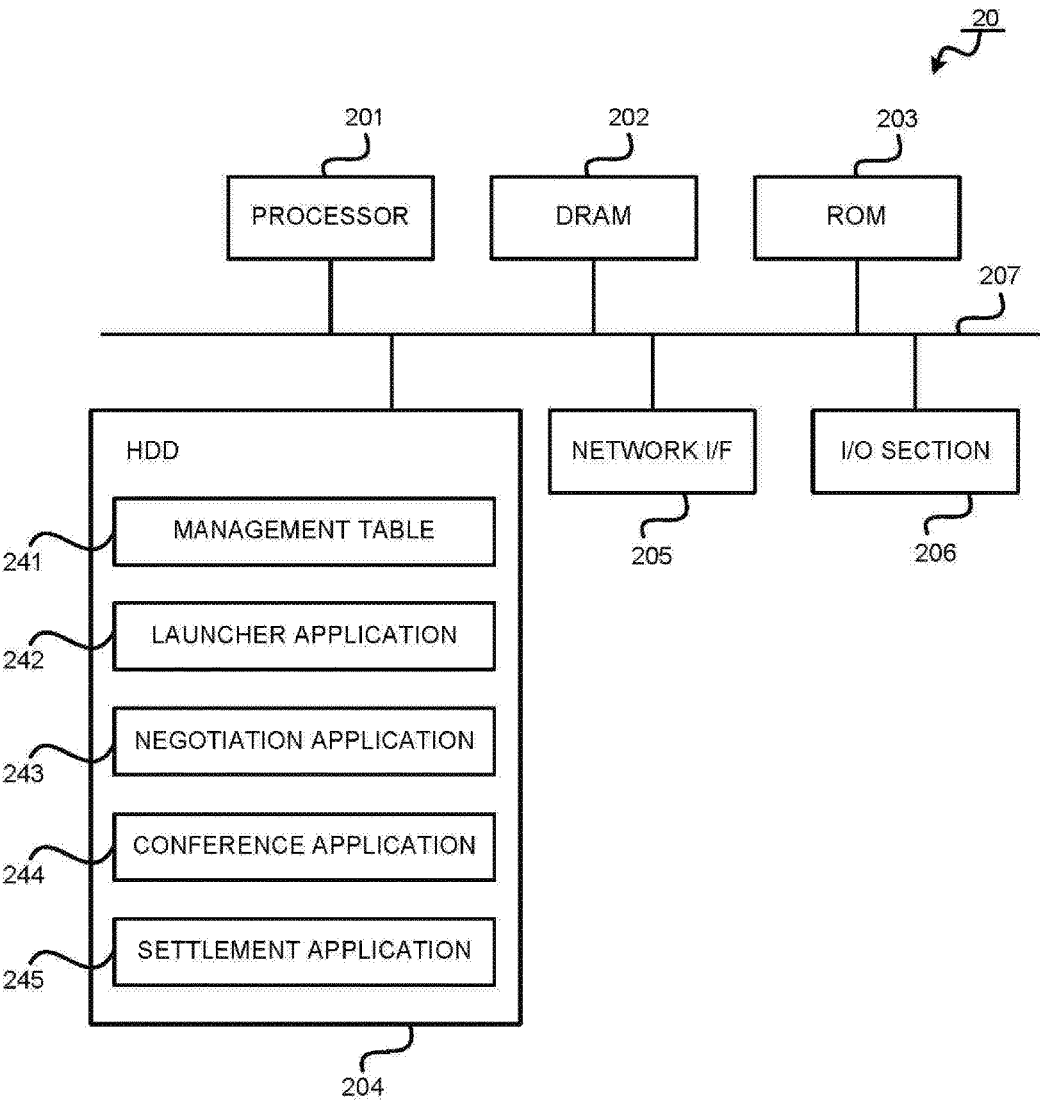 20
201
202
203
PROCESSOR
DRAM
ROM
207
HDD
NETWORK I/F
I/O SECTION
MANAGEMENT TABLE
241
205
206
LAUNCHER APPLICATION
242
NEGOTIATION APPLICATION
243
CONFERENCE APPLICATION
244
SETTLEMENT APPLICATION
245
204